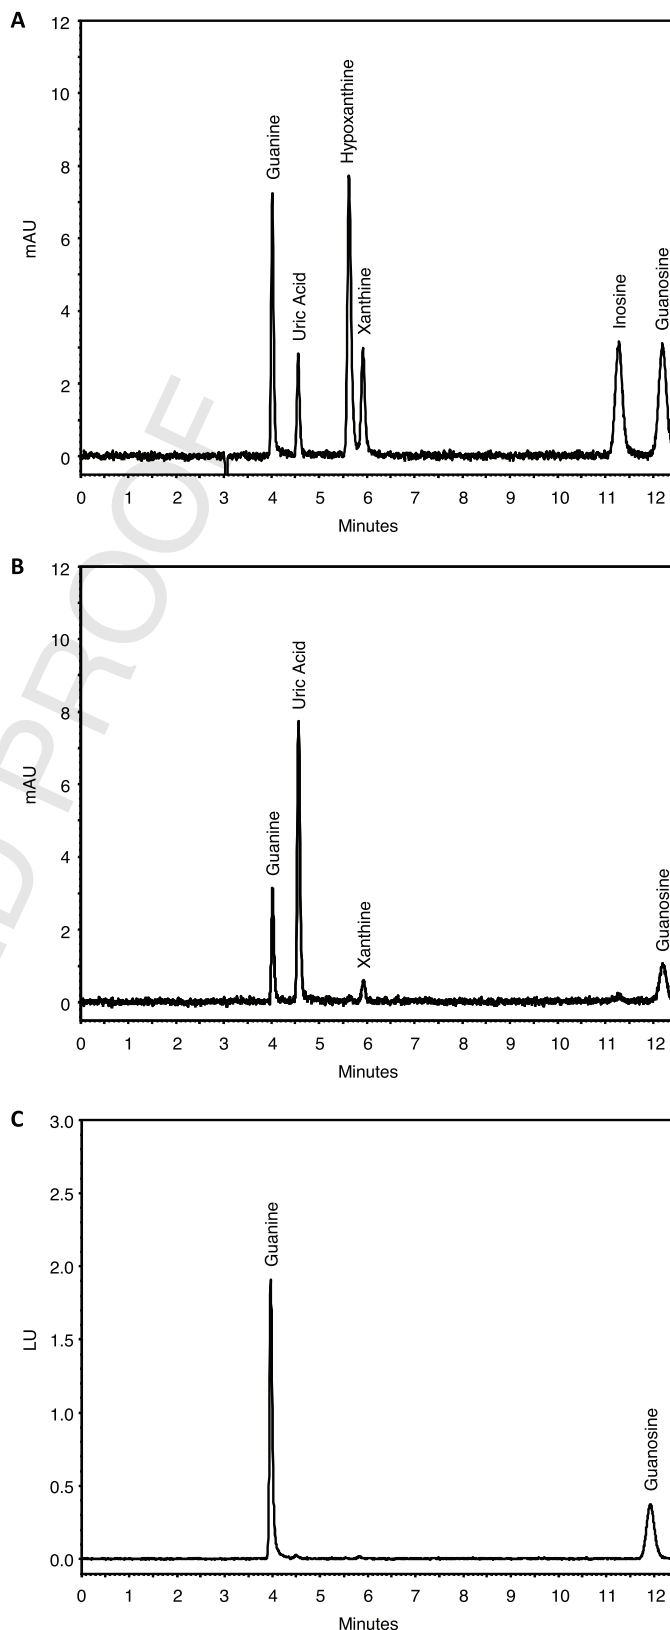 A
12
10
8
6
4
2
0
mAU
Guanine
Uric Acid
Hypoxanthine
Xanthine
Inosine
Guanosine
0 1 2 3 4 5 6 7 8 9 10 11 12
Minutes
B
12
10
8
6
4
2
0
mAU
Guanine
Uric Acid
Xanthine
Guanosine
0 1 2 3 4 5 6 7 8 9 10 11 12
Minutes
C
3.0
2.5
2.0
1.5
1.0
0.5
0.0
LU
Guanine
Guanosine
0 1 2 3 4 5 6 7 8 9 10 11 12
Minutes
D PROOF